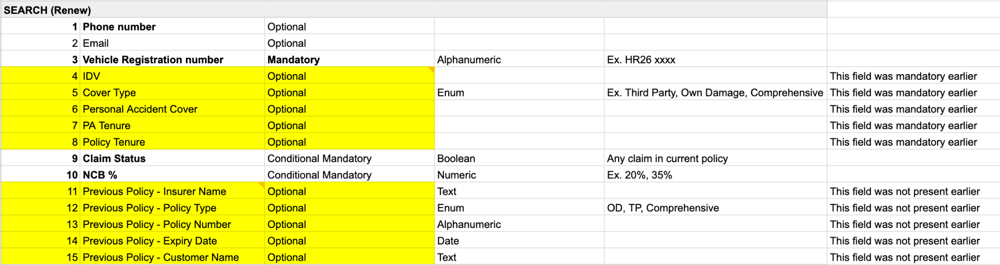 SEARCH (Renew)
1 Phone number Optional
2 Email Optional
3 Vehicle Registration number Mandatory Alphanumeric Ex. HR26 xxxx
4 IDV Optional This field was mandatory earlier
5 Cover Type Optional Enum Ex. Third Party, Own Damage, Comprehensive This field was mandatory earlier
6 Personal Accident Cover Optional This field was mandatory earlier
7 PA Tenure Optional This field was mandatory earlier
8 Policy Tenure Optional This field was mandatory earlier
9 Claim Status Conditional Mandatory Boolean Any claim in current policy
10 NCB % Conditional Mandatory Numeric Ex. 20%, 35%
11 Previous Policy - Insurer Name Optional Text This field was not present earlier
12 Previous Policy - Policy Type Optional Enum OD, TP, Comprehensive This field was not present earlier
13 Previous Policy - Policy Number Optional Alphanumeric This field was not present earlier
14 Previous Policy - Expiry Date Optional Date This field was not present earlier
15 Previous Policy - Customer Name Optional Text This field was not present earlier